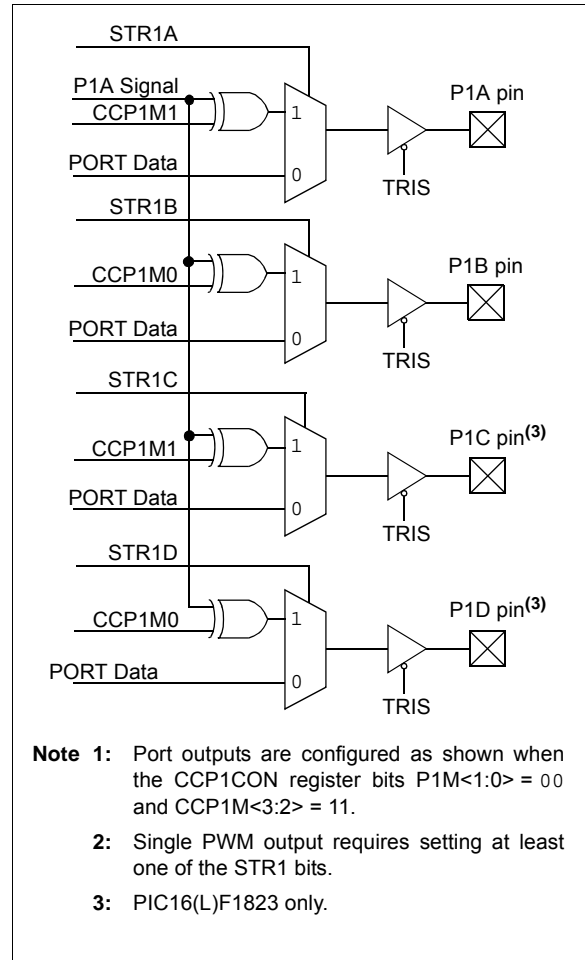 STR1A
P1A Signal
CCP1M1
1
P1A pin
PORT Data
0
TRIS
STR1B
CCP1M0
1
P1B pin
PORT Data
0
TRIS
STR1C
CCP1M1
1
P1C pin(3)
PORT Data
0
TRIS
STR1D
CCP1M0
1
P1D pin(3)
PORT Data
0
TRIS
Note 1: Port outputs are configured as shown when
the CCP1CON register bits P1M<1:0> = 00
and CCP1M<3:2> = 11.
2: Single PWM output requires setting at least
one of the STR1 bits.
3: PIC16(L)F1823 only.